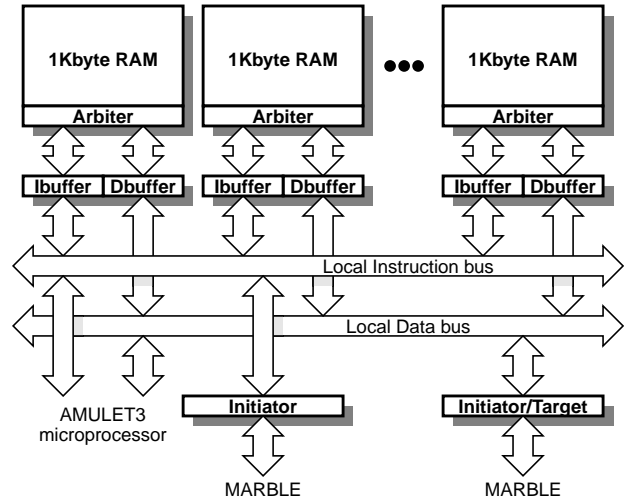 1Kbyte RAM
1Kbyte RAM
1Kbyte RAM
Arbiter
Arbiter
Arbiter
Ibuffer
Dbuffer
Ibuffer
Dbuffer
Ibuffer
Dbuffer
Local Instruction bus
Local Data bus
AMULET3
microprocessor
Initiator
Initiator/Target
MARBLE
MARBLE